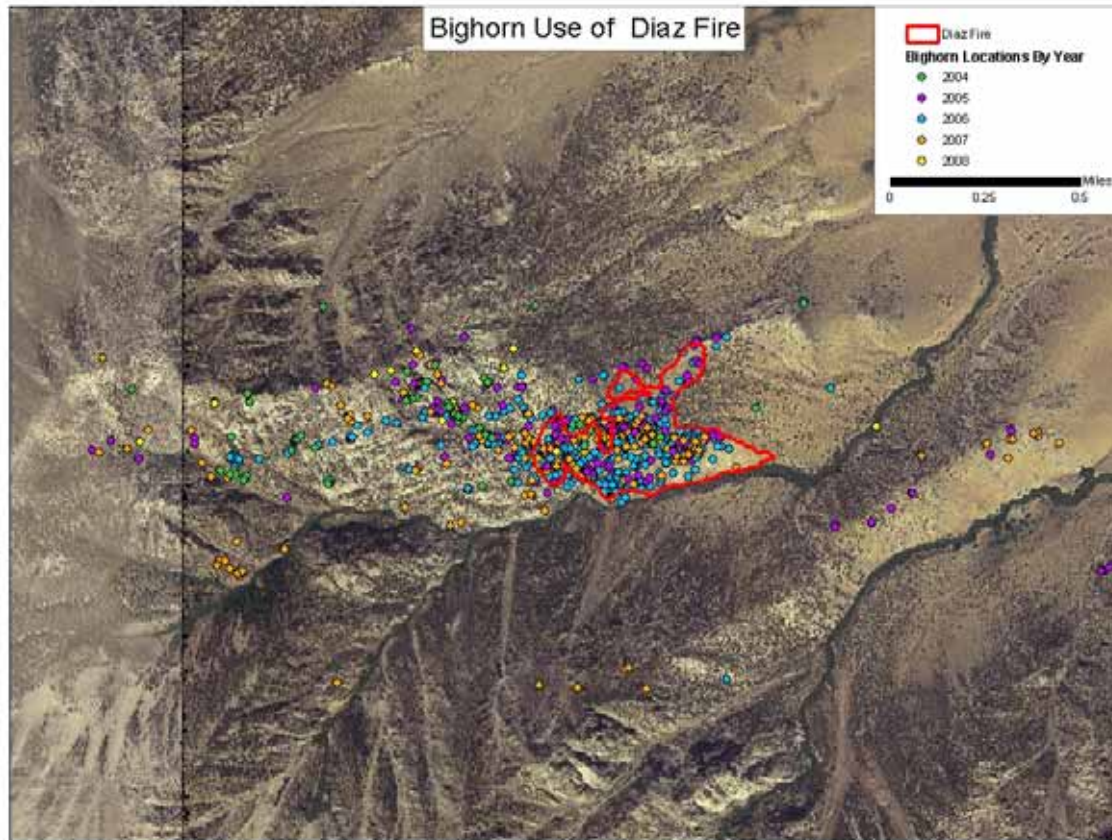 Bighorn Use of Diaz Fire
Diaz Fire
Bighorn Locations By Year
2004
2005
2006
2007
2008
Miles
0 0.25 0.5